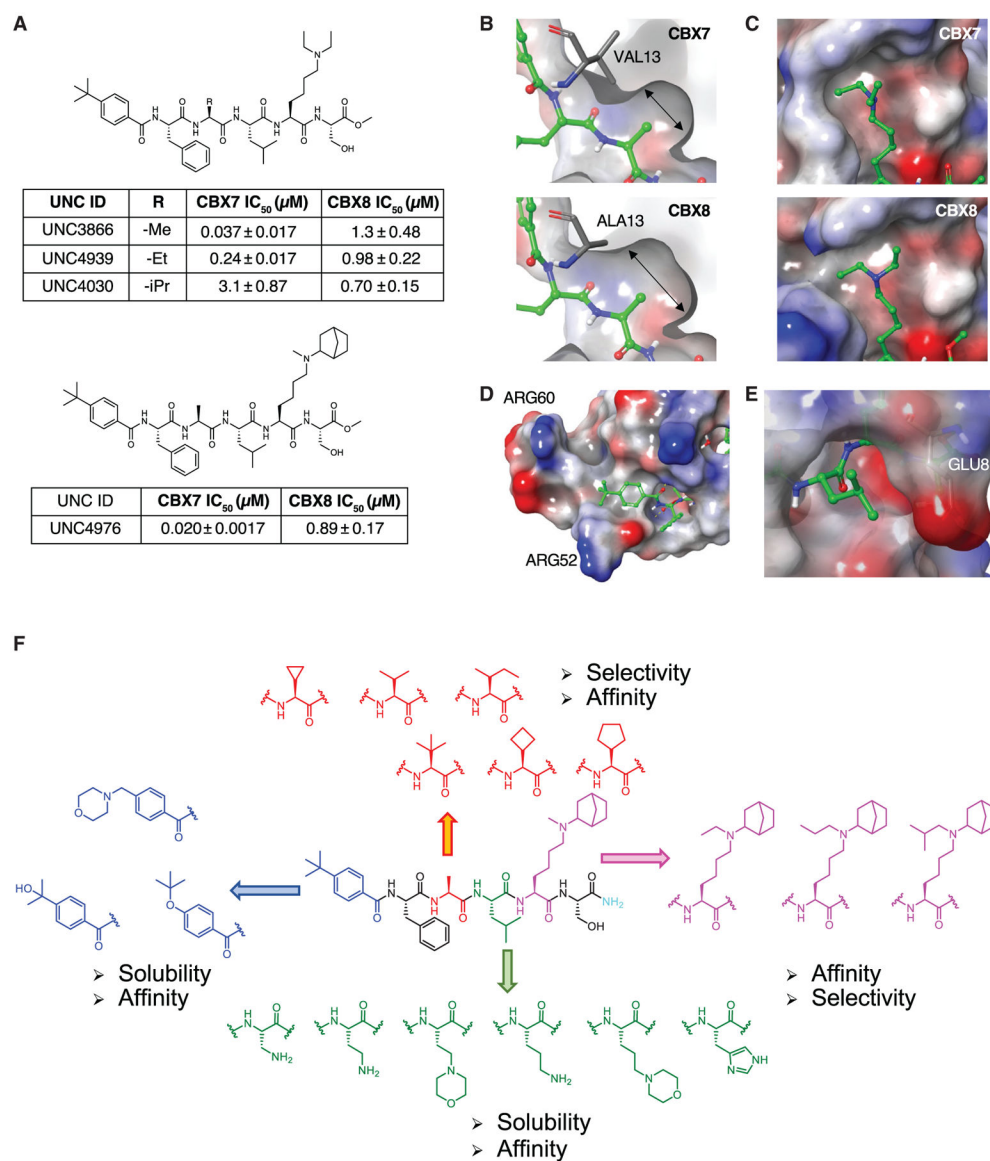 A
R
N
H
N
H
N
H
O
O
O
O
O
N
OH
UNC ID R CBX7 IC50 (µM) CBX8 IC50 (µM)
UNC3866 -Me 0.037 ± 0.017 1.3 ± 0.48
UNC4939 -Et 0.24 ± 0.017 0.98 ± 0.22
UNC4030 -iPr 3.1 ± 0.87 0.70 ± 0.15
UNC ID CBX7 IC50 (µM) CBX8 IC50 (µM)
UNC4976 0.020 ± 0.0017 0.89 ± 0.17
B
CBX7
VAL13
CBX8
ALA13
C
CBX7
CBX8
D
ARG60
ARG52
E
GLU8
F
➢ Selectivity
➢ Affinity
➢ Solubility
➢ Affinity
➢ Affinity
➢ Selectivity
➢ Solubility
➢ Affinity